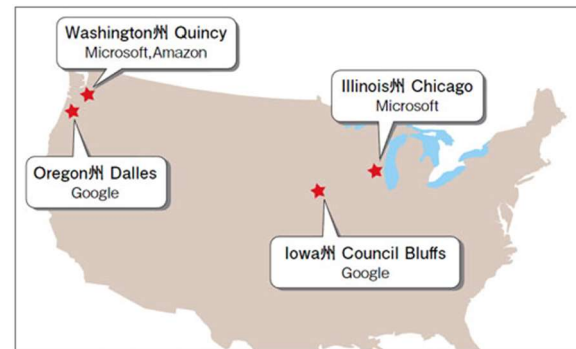 Washington州 Quincy
Microsoft,Amazon
Illinois州 Chicago
Microsoft
Oregon州 Dalles
Google
Iowa州 Council Bluffs
Google